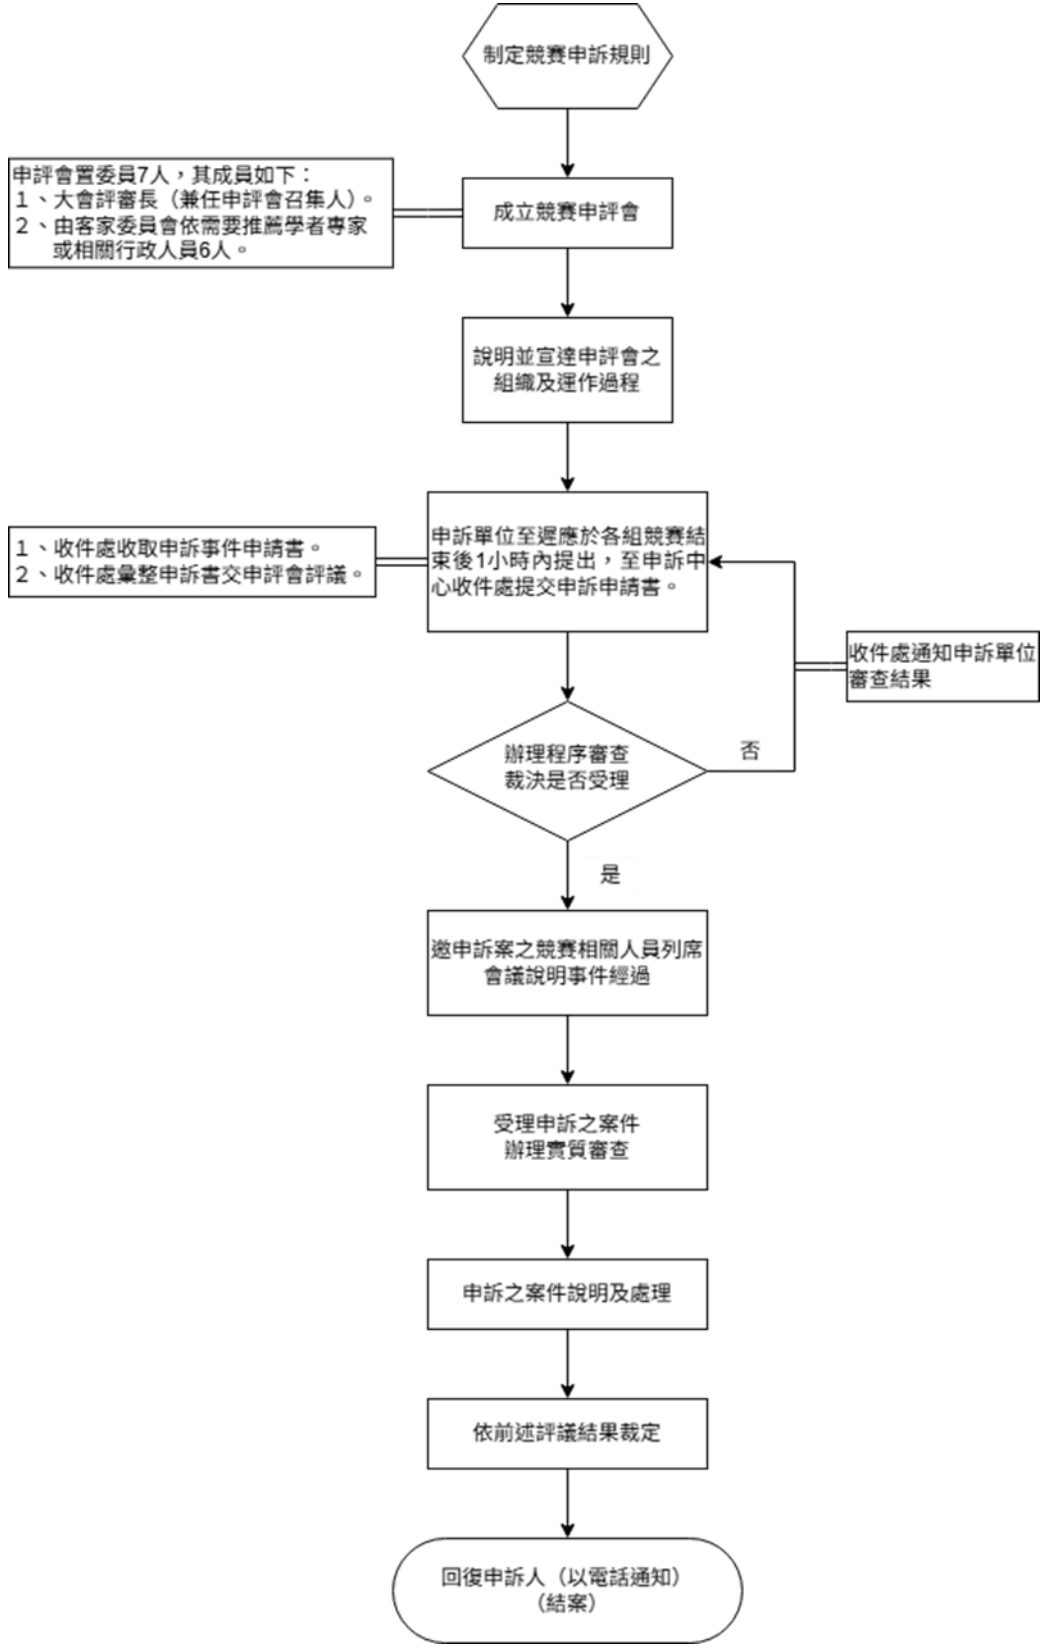 制定競賽申訴規則
申評會置委員7人，其成員如下：
１、大會評審長（兼任申評會召集人）。
２、由客家委員會依需要推薦學者專家
或相關行政人員6人。
成立競賽申評會
說明並宣達申評會之
組織及運作過程
１、收件處收取申訴事件申請書。
２、收件處彙整申訴書交申評會評議。
申訴單位至遲應於各組競賽結
束後1小時內提出，至申訴中
心收件處提交申訴申請書。
收件處通知申訴單位
審查結果
辦理程序審查
裁決是否受理
否
是
邀申訴案之競賽相關人員列席
會議說明事件經過
受理申訴之案件
辦理實質審查
申訴之案件說明及處理
依前述評議結果裁定
回復申訴人（以電話通知）
（結案）